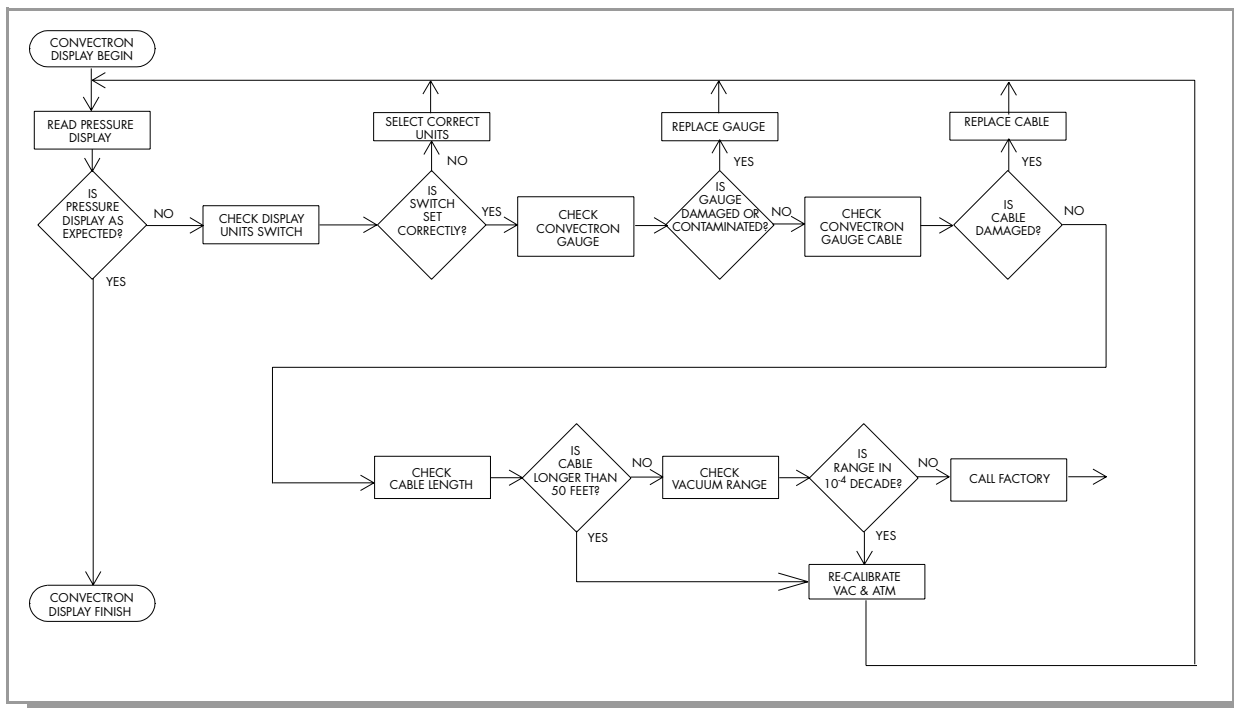 CONVECTRON
DISPLAY BEGIN
READ PRESSURE
DISPLAY
IS
PRESSURE
DISPLAY AS
EXPECTED?
NO
YES
CHECK DISPLAY
UNITS SWITCH
SELECT CORRECT
UNITS
NO
IS
SWITCH
SET
CORRECTLY?
YES
CHECK
CONVECTRON
GAUGE
REPLACE GAUGE
YES
IS
GAUGE
DAMAGED OR
CONTAMINATED?
NO
CHECK
CONVECTRON
GAUGE CABLE
REPLACE CABLE
YES
IS
CABLE
DAMAGED?
NO
CHECK
CABLE LENGTH
IS
CABLE
LONGER THAN
50 FEET?
NO
YES
CHECK
VACUUM RANGE
IS
RANGE IN
10⁻⁴ DECADE?
NO
YES
CALL FACTORY
RE-CALIBRATE
VAC & ATM
CONVECTRON
DISPLAY FINISH